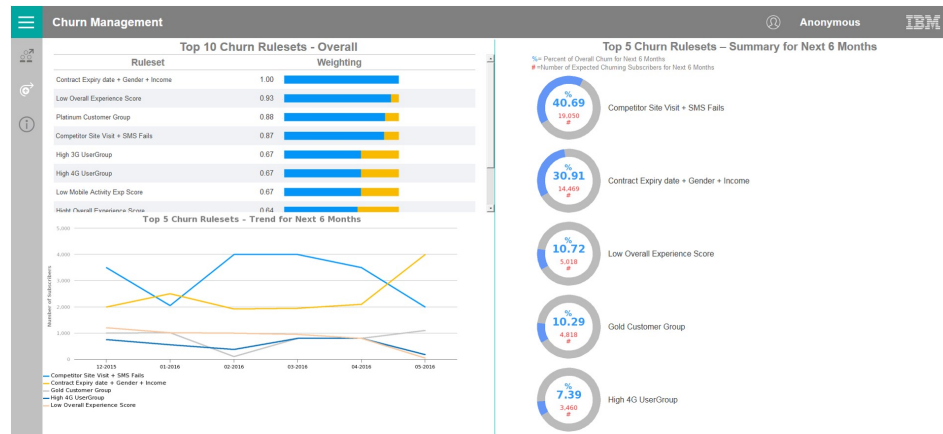 Churn Management
Anonymous
IBM
Top 10 Churn Rulesets - Overall
Ruleset Weighting
Contract Expiry date + Gender + Income 1.00
Low Overall Experience Score 0.93
Platinum Customer Group 0.88
Competitor Site Visit + SMS Fails 0.87
High 3G UserGroup 0.67
High 4G UserGroup 0.67
Low Mobile Activity Exp Score 0.67
Hight Overall Experience Score 0.64
Top 5 Churn Rulesets - Trend for Next 6 Months
Number of Subscribers
5,000
4,000
3,000
2,000
1,000
0
12-2015 01-2016 02-2016 03-2016 04-2016 05-2016
Competitor Site Visit + SMS Fails
Contract Expiry date + Gender + Income
Gold Customer Group
High 4G UserGroup
Low Overall Experience Score
Top 5 Churn Rulesets – Summary for Next 6 Months
%= Percent of Overall Churn for Next 6 Months
# =Number of Expected Churning Subscribers for Next 6 Months
%
40.69
19,050
#
Competitor Site Visit + SMS Fails
%
30.91
14,469
#
Contract Expiry date + Gender + Income
%
10.72
5,018
#
Low Overall Experience Score
%
10.29
4,818
#
Gold Customer Group
%
7.39
3,460
#
High 4G UserGroup